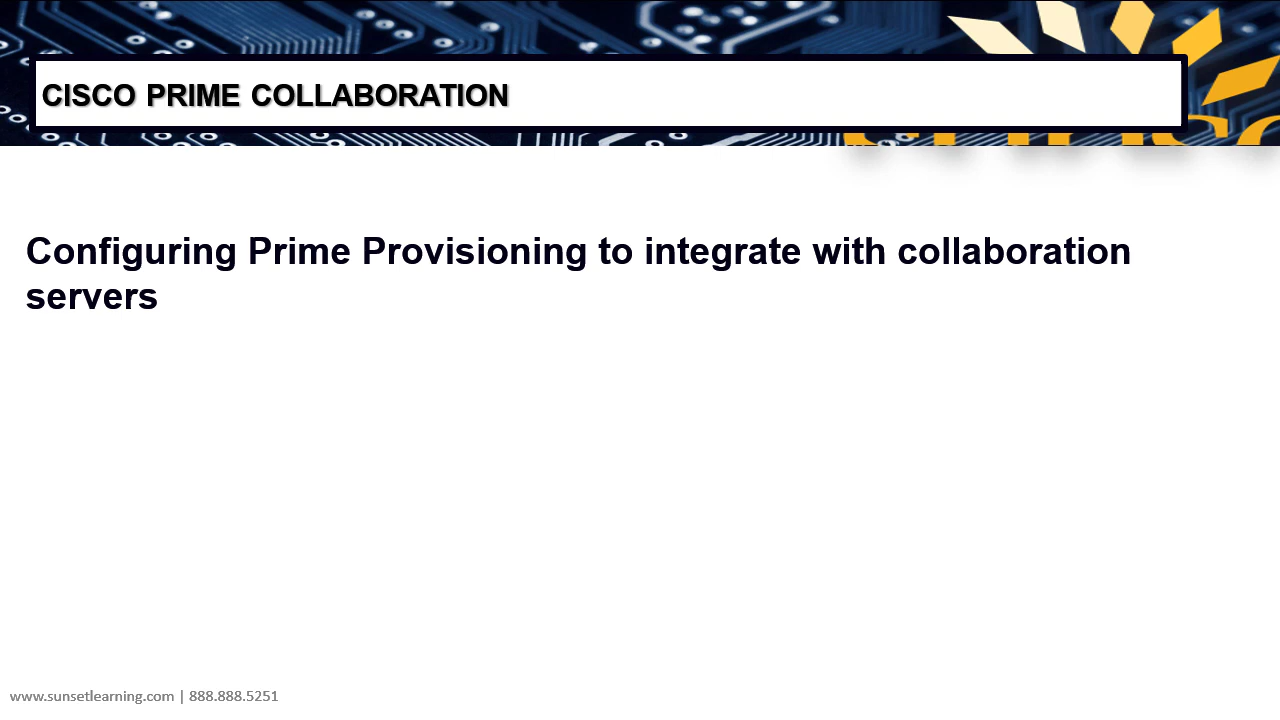 CISCO PRIME COLLABORATION
Configuring Prime Provisioning to integrate with collaboration
servers
www.sunsetlearning.com | 888.888.5251